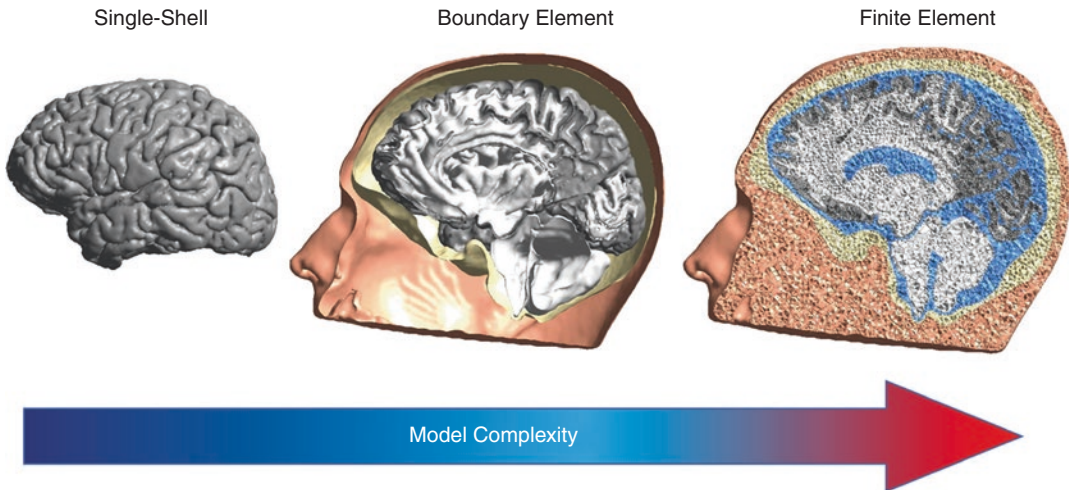 Single-Shell
Boundary Element
Finite Element
Model Complexity